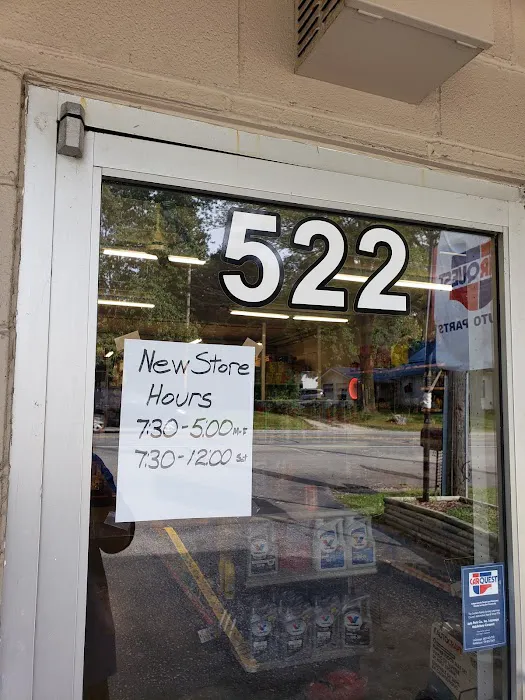 522
CARQUEST
AUTO PARTS
New Store
Hours
7:30-5:00 M-F
7:30-12:00 Sat
CARQUEST